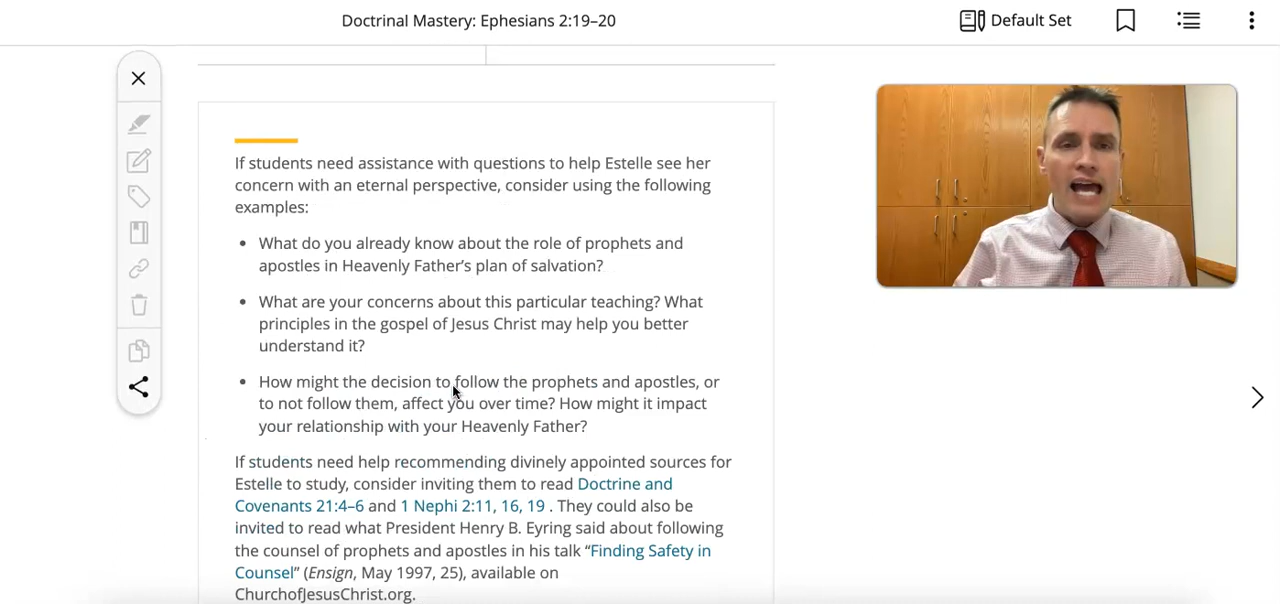 Doctrinal Mastery: Ephesians 2:19–20
Default Set
If students need assistance with questions to help Estelle see her
concern with an eternal perspective, consider using the following
examples:
• What do you already know about the role of prophets and
apostles in Heavenly Father’s plan of salvation?
• What are your concerns about this particular teaching? What
principles in the gospel of Jesus Christ may help you better
understand it?
• How might the decision to follow the prophets and apostles, or
to not follow them, affect you over time? How might it impact
your relationship with your Heavenly Father?
If students need help recommending divinely appointed sources for
Estelle to study, consider inviting them to read Doctrine and
Covenants 21:4–6 and 1 Nephi 2:11, 16, 19 . They could also be
invited to read what President Henry B. Eyring said about following
the counsel of prophets and apostles in his talk “Finding Safety in
Counsel” (Ensign, May 1997, 25), available on
ChurchofJesusChrist.org.